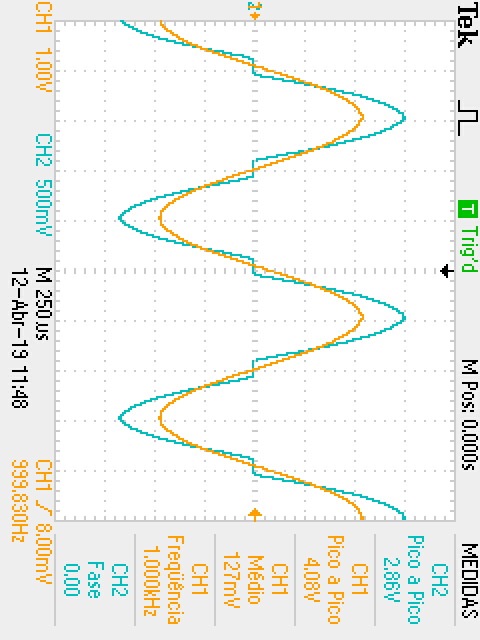 Tek
T Trig'd
M Pos: 0.000s
MEDIDAS
CH2
Pico a Pico
2.86V
CH1
Pico a Pico
4.08V
CH1
Médio
127mV
CH1
Freqüência
1.000kHz
CH2
Fase
0.00
2
CH1 1.00V
CH2 500mV
M 250us
CH1 / 8.00mV
12-Abr-19 11:48
999.830Hz